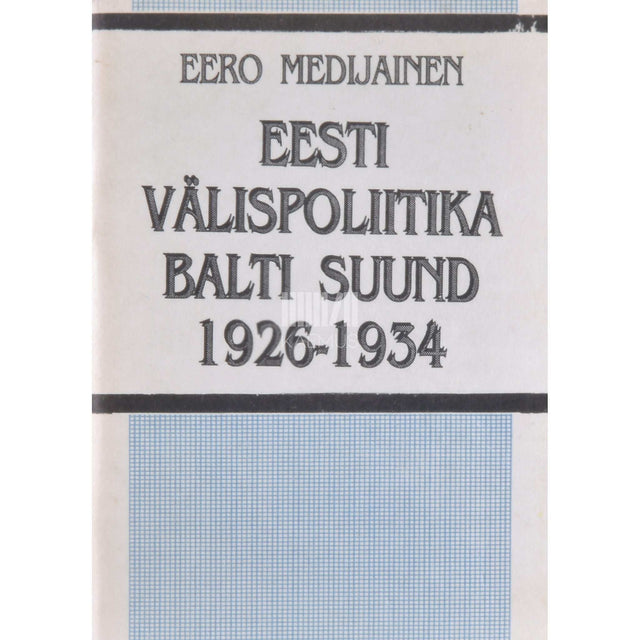 EERO MEDIJAINEN
EESTI
VÄLISPOLIITIKA
BALTI SUUND
1926-1934